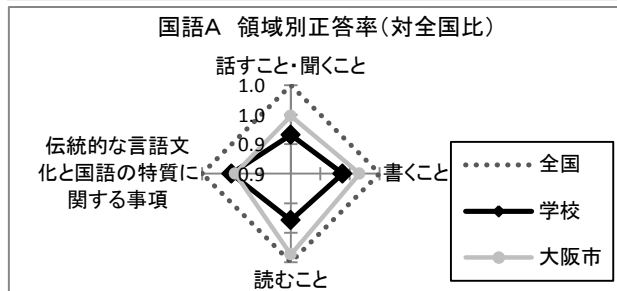 国語A 領域別正答率(対全国比)
話すこと・聞くこと
1.0
1.0
0.9
0.9
伝統的な言語文
化と国語の特質に
関する事項
書くこと
読むこと
全国
学校
大阪市